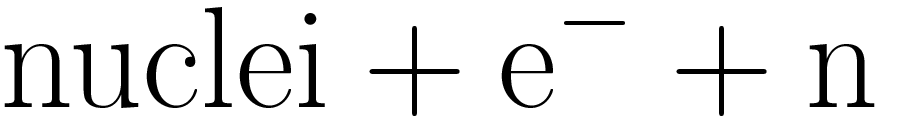 nuclei + e⁻ + n